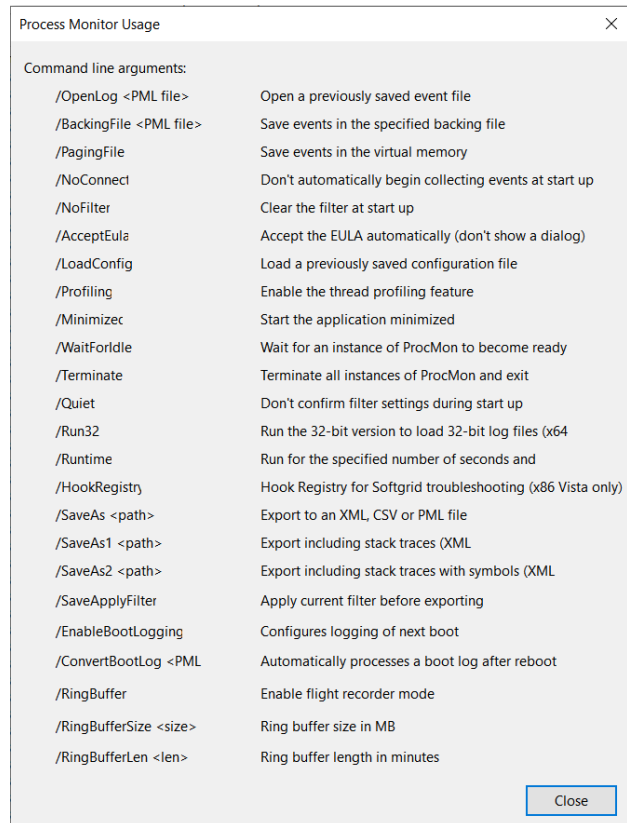 Process Monitor Usage
Command line arguments:
/OpenLog <PML file> Open a previously saved event file
/BackingFile <PML file> Save events in the specified backing file
/PagingFile Save events in the virtual memory
/NoConnect Don't automatically begin collecting events at start up
/NoFilter Clear the filter at start up
/AcceptEula Accept the EULA automatically (don't show a dialog)
/LoadConfig Load a previously saved configuration file
/Profiling Enable the thread profiling feature
/Minimized Start the application minimized
/WaitForIdle Wait for an instance of ProcMon to become ready
/Terminate Terminate all instances of ProcMon and exit
/Quiet Don't confirm filter settings during start up
/Run32 Run the 32-bit version to load 32-bit log files (x64
/Runtime Run for the specified number of seconds and
/HookRegistry Hook Registry for Softgrid troubleshooting (x86 Vista only)
/SaveAs <path> Export to an XML, CSV or PML file
/SaveAs1 <path> Export including stack traces (XML
/SaveAs2 <path> Export including stack traces with symbols (XML
/SaveApplyFilter Apply current filter before exporting
/EnableBootLogging Configures logging of next boot
/ConvertBootLog <PML Automatically processes a boot log after reboot
/RingBuffer Enable flight recorder mode
/RingBufferSize <size> Ring buffer size in MB
/RingBufferLen <len> Ring buffer length in minutes
Close